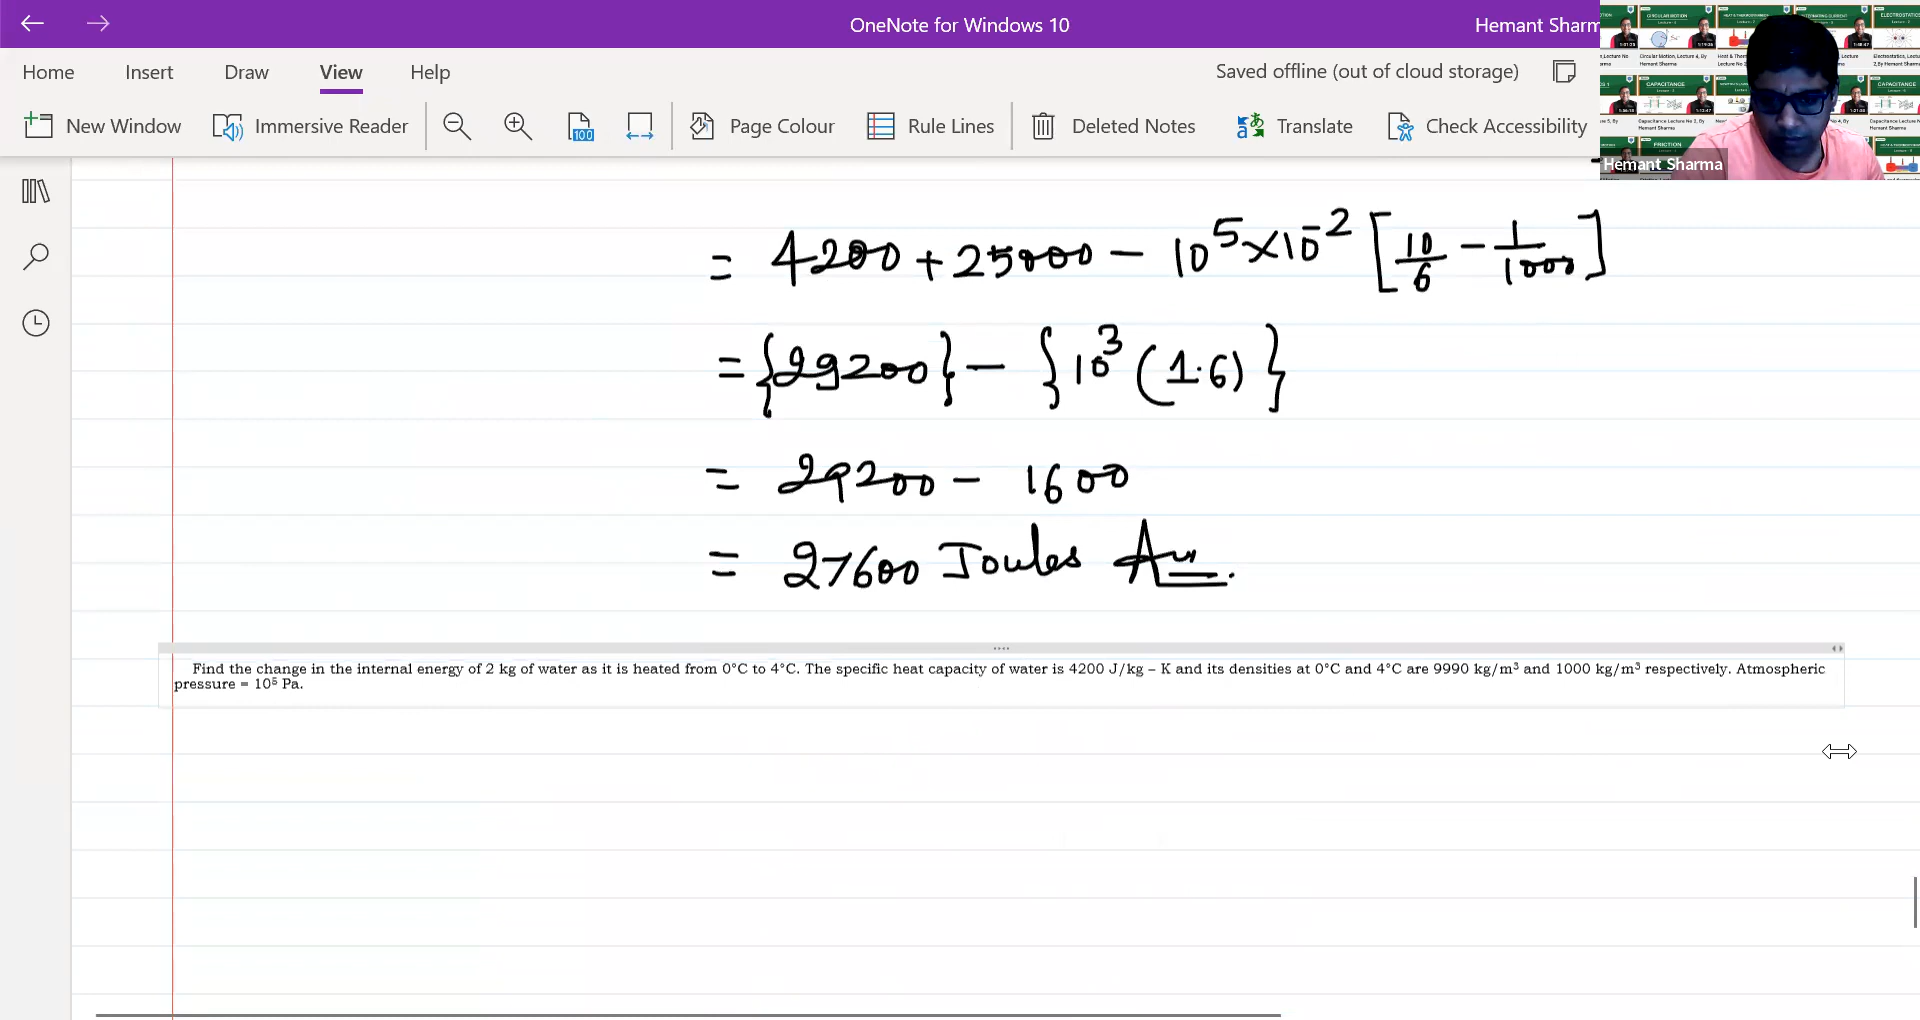 OneNote for Windows 10
Hemant Sharm
Home Insert Draw View Help
Saved offline (out of cloud storage)
New Window Immersive Reader 100 Page Colour Rule Lines Deleted Notes Translate Check Accessibility
Hemant Sharma
= 4200 + 25000 - 10⁵ × 10⁻² [10/6 - 1/1000]
= {29200} - {10³ (1.6)}
= 29200 - 1600
= 27600 Joules Ans.
Find the change in the internal energy of 2 kg of water as it is heated from 0°C to 4°C. The specific heat capacity of water is 4200 J/kg – K and its densities at 0°C and 4°C are 9990 kg/m³ and 1000 kg/m³ respectively. Atmospheric
pressure = 10⁵ Pa.